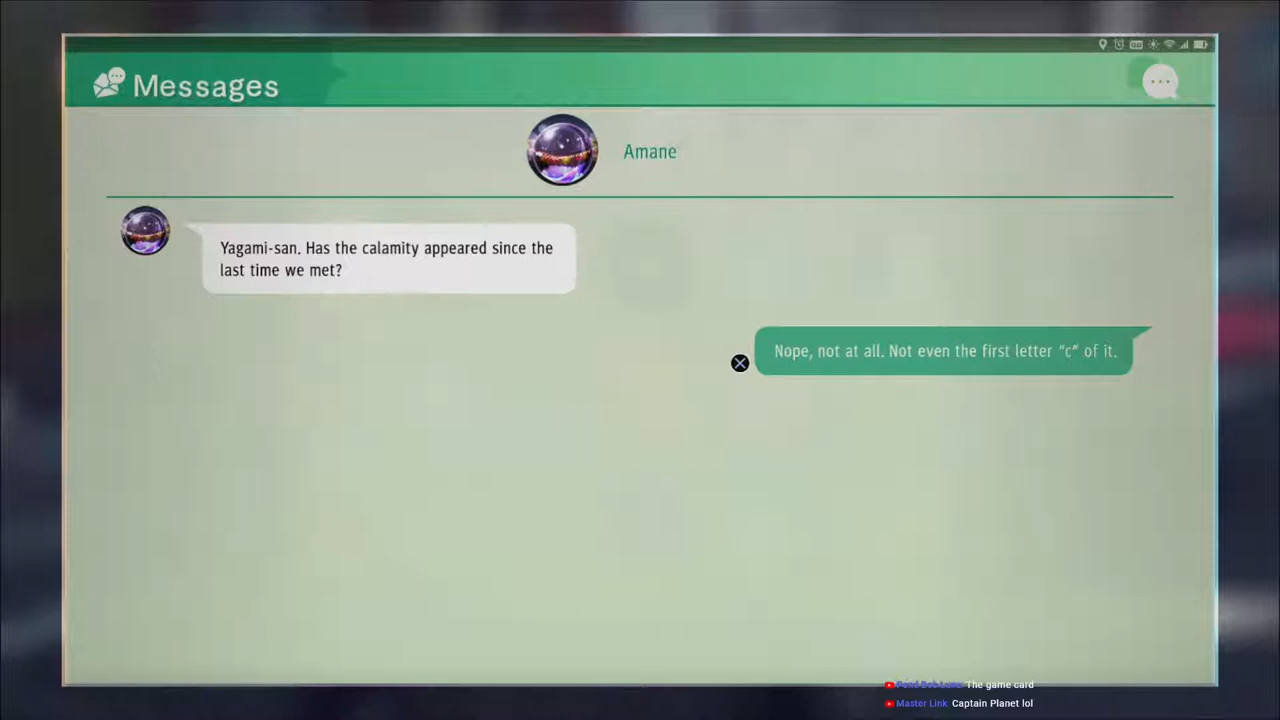 Messages
Amane
Yagami-san. Has the calamity appeared since the
last time we met?
Nope, not at all. Not even the first letter "c" of it.
The game card
Master Link: Captain Planet lol